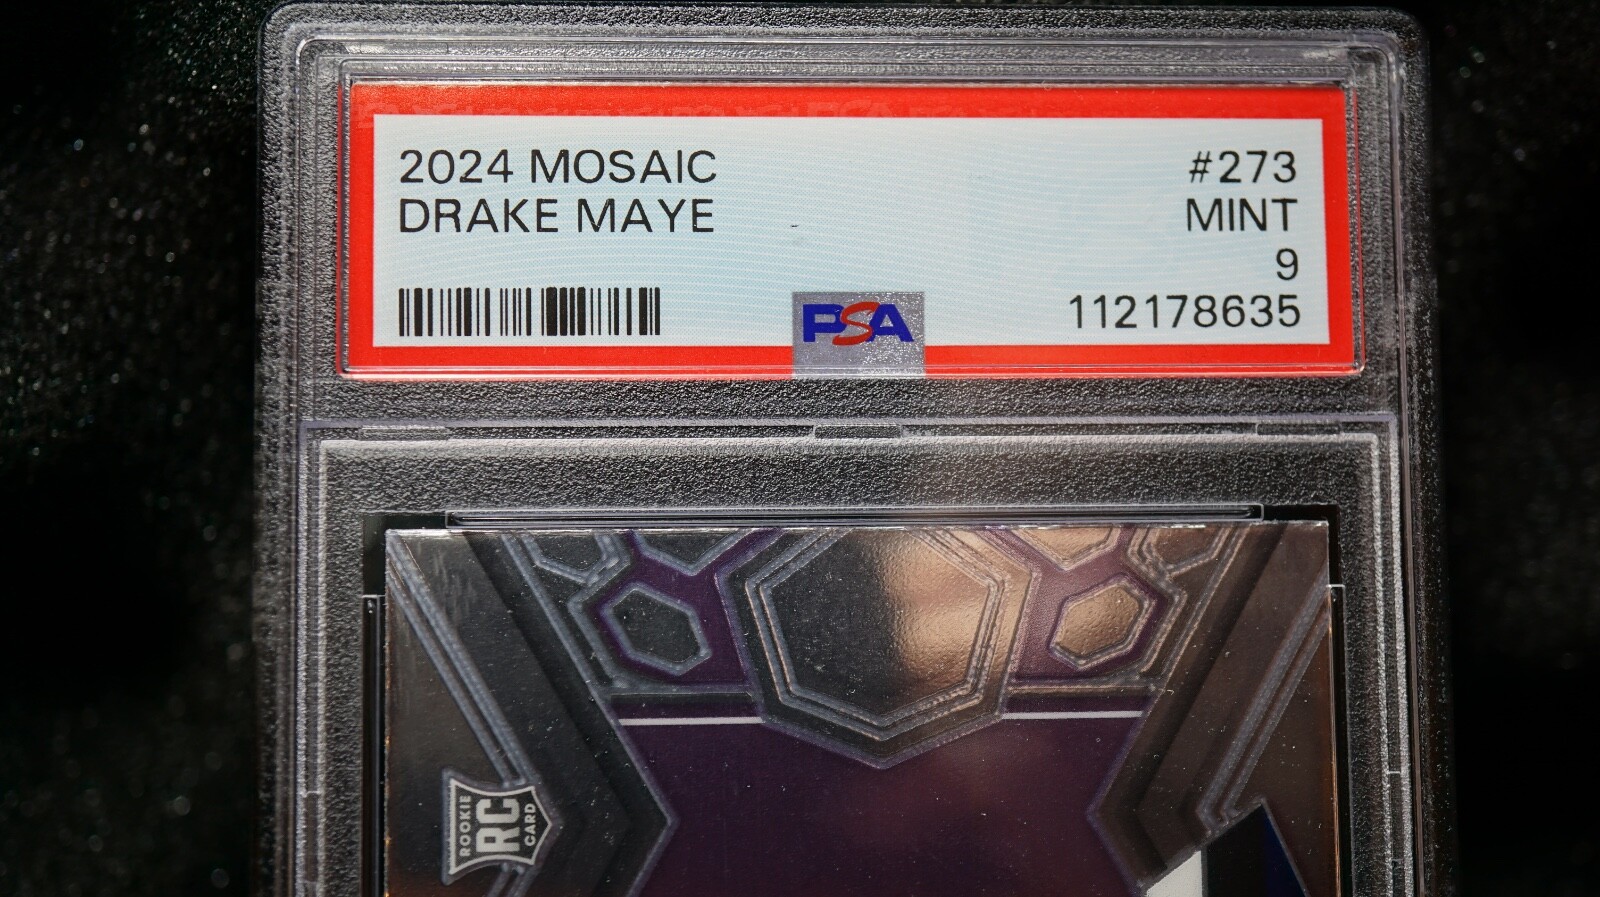 2024 MOSAIC #273
DRAKE MAYE MINT
9
PSA 112178635
ROOKIE
RC
CARD